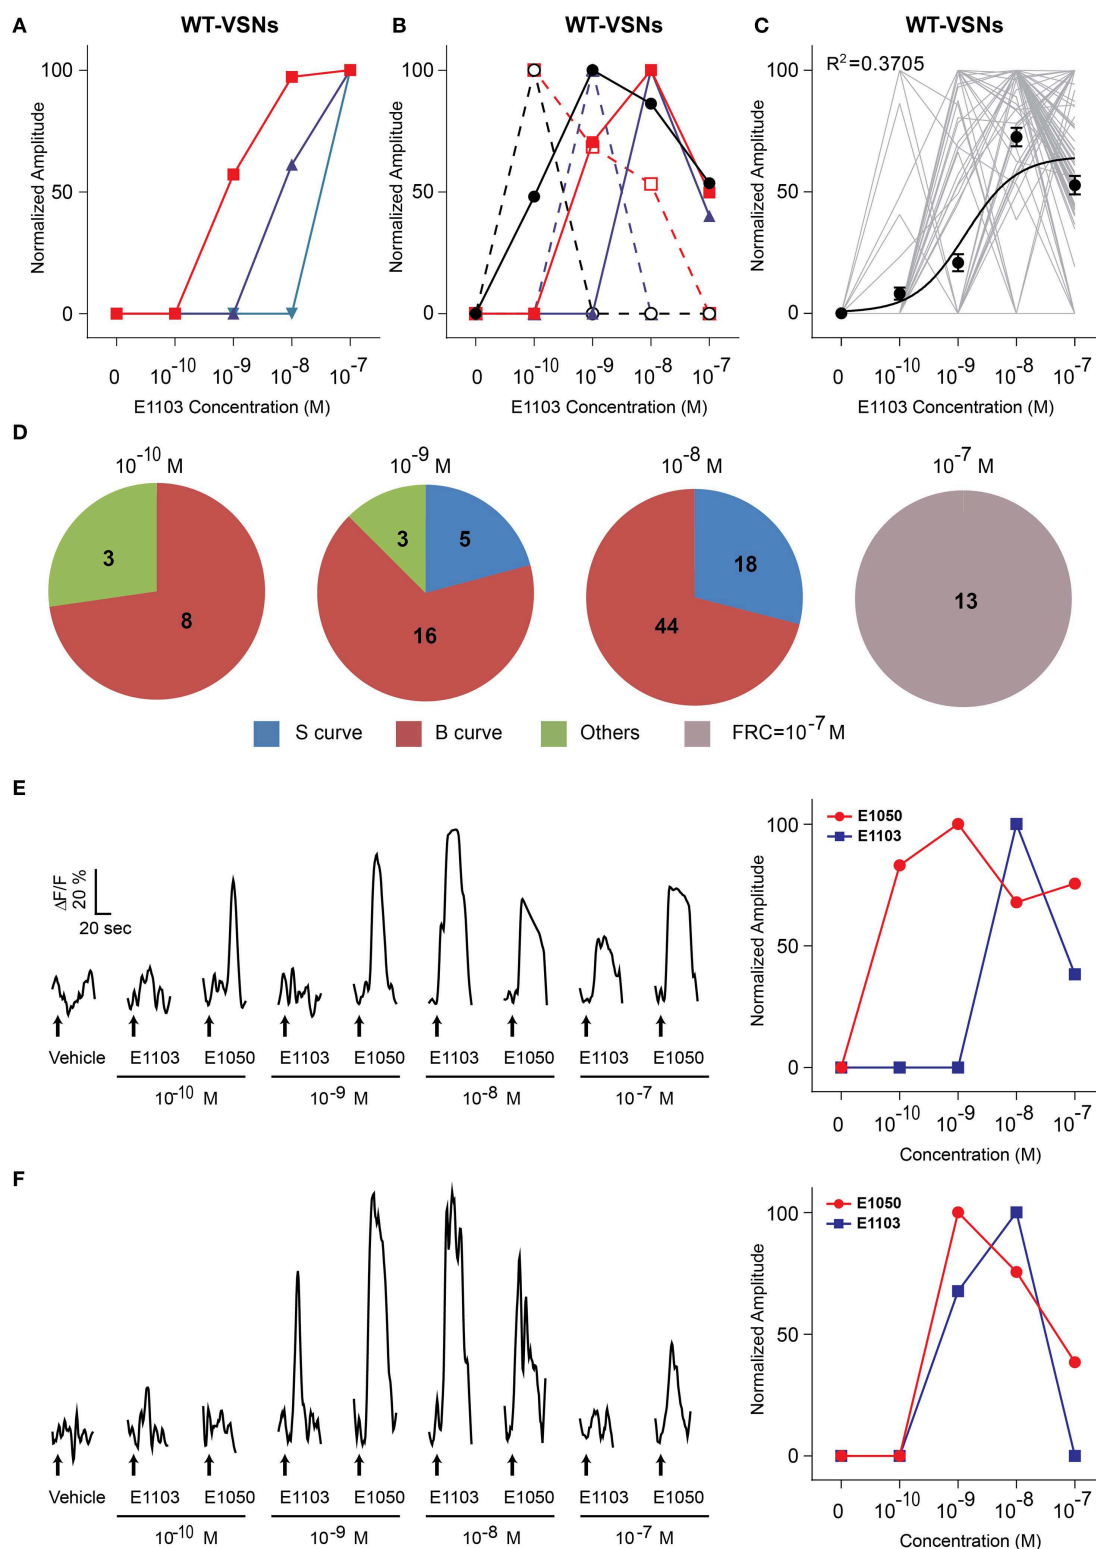 A WT-VSNs B WT-VSNs C
R²=0.3705
Normalized Amplitude
100
50
0
0 10⁻¹⁰ 10⁻⁹ 10⁻⁸ 10⁻⁷
E1103 Concentration (M)
Normalized Amplitude
100
50
0
0 10⁻¹⁰ 10⁻⁹ 10⁻⁸ 10⁻⁷
E1103 Concentration (M)
Normalized Amplitude
100
50
0
0 10⁻¹⁰ 10⁻⁹ 10⁻⁸ 10⁻⁷
E1103 Concentration (M)
D
10⁻¹⁰ M 10⁻⁹ M 10⁻⁸ M 10⁻⁷ M
3 8
3 5 16
18 44
13
S curve B curve Others FRC=10⁻⁷ M
E
ΔF/F
20 %
20 sec
Vehicle E1103 E1050 E1103 E1050 E1103 E1050 E1103 E1050
10⁻¹⁰ M 10⁻⁹ M 10⁻⁸ M 10⁻⁷ M
E1050
E1103
Normalized Amplitude
100
50
0
0 10⁻¹⁰ 10⁻⁹ 10⁻⁸ 10⁻⁷
Concentration (M)
F
Vehicle E1103 E1050 E1103 E1050 E1103 E1050 E1103 E1050
10⁻¹⁰ M 10⁻⁹ M 10⁻⁸ M 10⁻⁷ M
E1050
E1103
Normalized Amplitude
100
50
0
0 10⁻¹⁰ 10⁻⁹ 10⁻⁸ 10⁻⁷
Concentration (M)